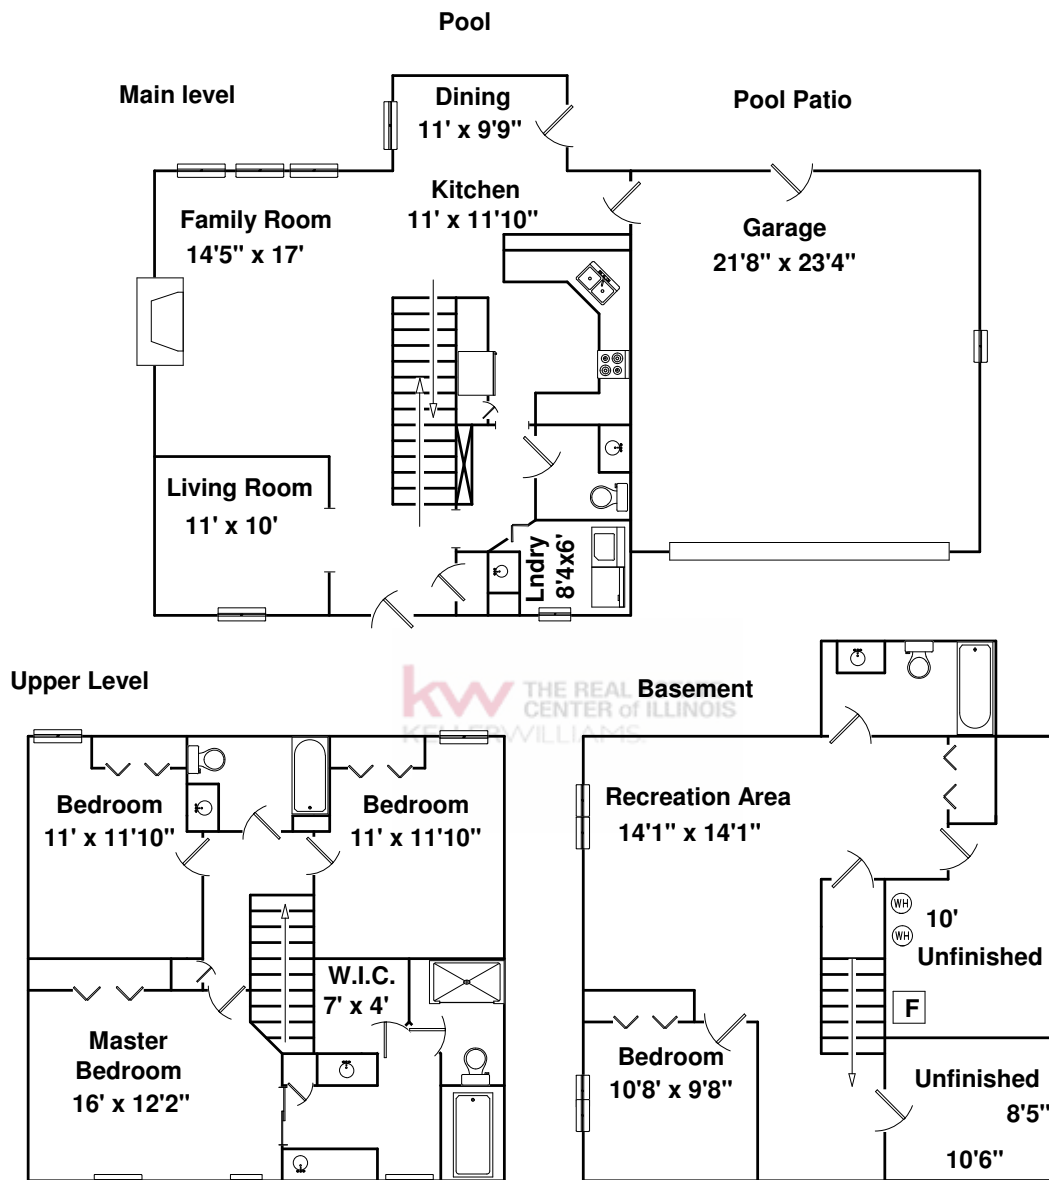 Pool
Main level
Dining
11' x 9'9"
Pool Patio
Kitchen
11' x 11'10"
Family Room
14'5" x 17'
Garage
21'8" x 23'4"
Living Room
11' x 10'
Lndry
8'4x6'
Upper Level
kw THE REAL
CENTER of ILLINOIS
KELLERWILLIAMS.
Basement
Bedroom
11' x 11'10"
Bedroom
11' x 11'10"
Recreation Area
14'1" x 14'1"
WH
WH
10'
Unfinished
F
W.I.C.
7' x 4'
Master
Bedroom
16' x 12'2"
Bedroom
10'8' x 9'8"
Unfinished
8'5"
10'6"